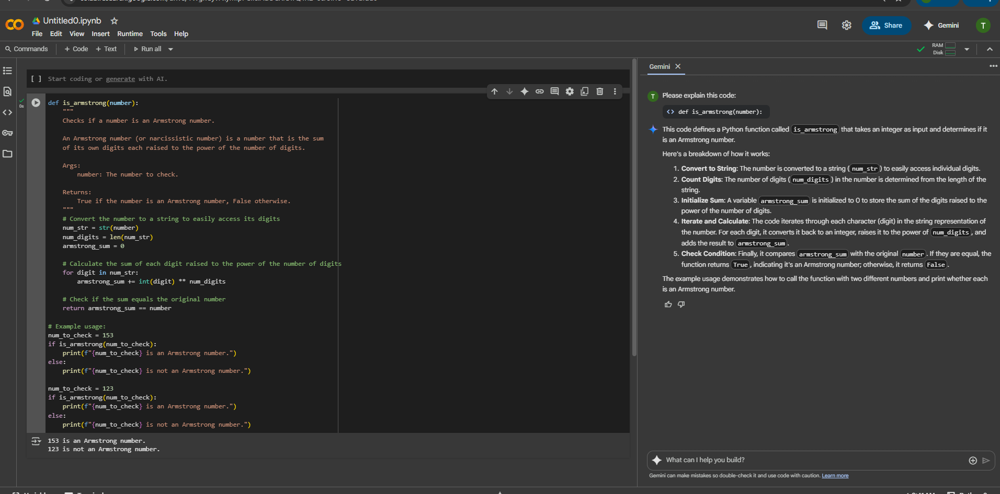 Untitled0.ipynb
File Edit View Insert Runtime Tools Help
Share
Gemini
T
Commands + Code + Text Run all
RAM
Disk
[ ] Start coding or generate with AI.
0s
def is_armstrong(number):
"""
Checks if a number is an Armstrong number.
An Armstrong number (or narcissistic number) is a number that is the sum
of its own digits each raised to the power of the number of digits.
Args:
number: The number to check.
Returns:
True if the number is an Armstrong number, False otherwise.
"""
# Convert the number to a string to easily access its digits
num_str = str(number)
num_digits = len(num_str)
armstrong_sum = 0
# Calculate the sum of each digit raised to the power of the number of digits
for digit in num_str:
armstrong_sum += int(digit) ** num_digits
# Check if the sum equals the original number
return armstrong_sum == number
# Example usage:
num_to_check = 153
if is_armstrong(num_to_check):
print(f"{num_to_check} is an Armstrong number.")
else:
print(f"{num_to_check} is not an Armstrong number.")
num_to_check = 123
if is_armstrong(num_to_check):
print(f"{num_to_check} is an Armstrong number.")
else:
print(f"{num_to_check} is not an Armstrong number.")
153 is an Armstrong number.
123 is not an Armstrong number.
Gemini
T
Please explain this code:
<> def is_armstrong(number):
This code defines a Python function called is_armstrong that takes an integer as input and determines if it
is an Armstrong number.
Here's a breakdown of how it works:
1. Convert to String: The number is converted to a string (num_str) to easily access individual digits.
2. Count Digits: The number of digits (num_digits) in the number is determined from the length of the
string.
3. Initialize Sum: A variable armstrong_sum is initialized to 0 to store the sum of the digits raised to the
power of the number of digits.
4. Iterate and Calculate: The code iterates through each character (digit) in the string representation of
the number. For each digit, it converts it back to an integer, raises it to the power of num_digits, and
adds the result to armstrong_sum.
5. Check Condition: Finally, it compares armstrong_sum with the original number. If they are equal, the
function returns True, indicating it's an Armstrong number; otherwise, it returns False.
The example usage demonstrates how to call the function with two different numbers and print whether each
is an Armstrong number.
What can I help you build?
Gemini can make mistakes so double-check it and use code with caution. Learn more